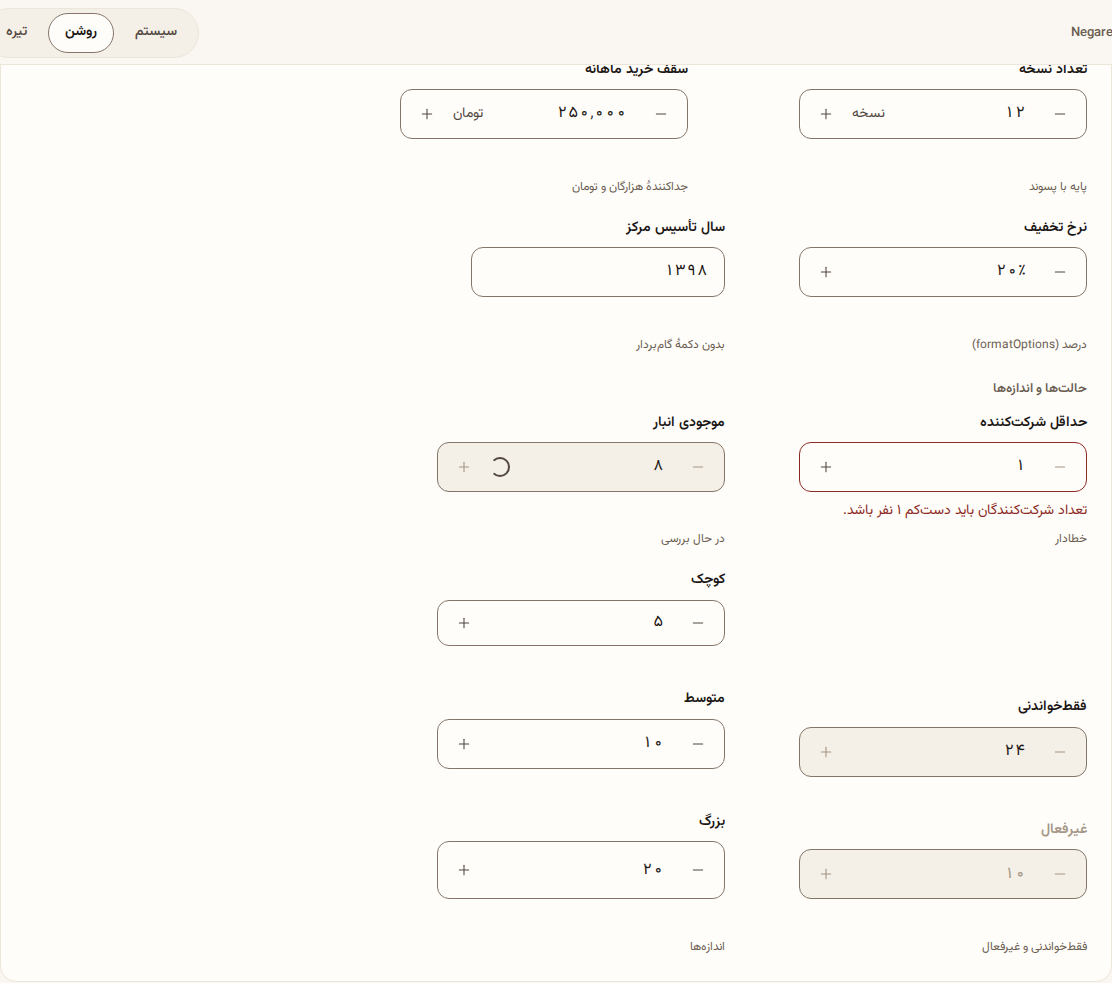 Negare
سیستم
روشن
تیره
تعداد نسخه
سقف خرید ماهانه
۱۲
نسخه
۲۵۰,۰۰۰
تومان
پایه با پسوند
جداکنندهٔ هزارگان و تومان
نرخ تخفیف
سال تأسیس مرکز
۲۰٪
۱۳۹۸
درصد (formatOptions)
بدون دکمهٔ گام‌بردار
حالت‌ها و اندازه‌ها
حداقل شرکت‌کننده
موجودی انبار
۱
۸
تعداد شرکت‌کنندگان باید دست‌کم ۱ نفر باشد.
خطادار
در حال بررسی
کوچک
۵
فقط‌خواندنی
متوسط
۲۴
۱۰
غیرفعال
بزرگ
۱۰
۲۰
فقط‌خواندنی و غیرفعال
اندازه‌ها